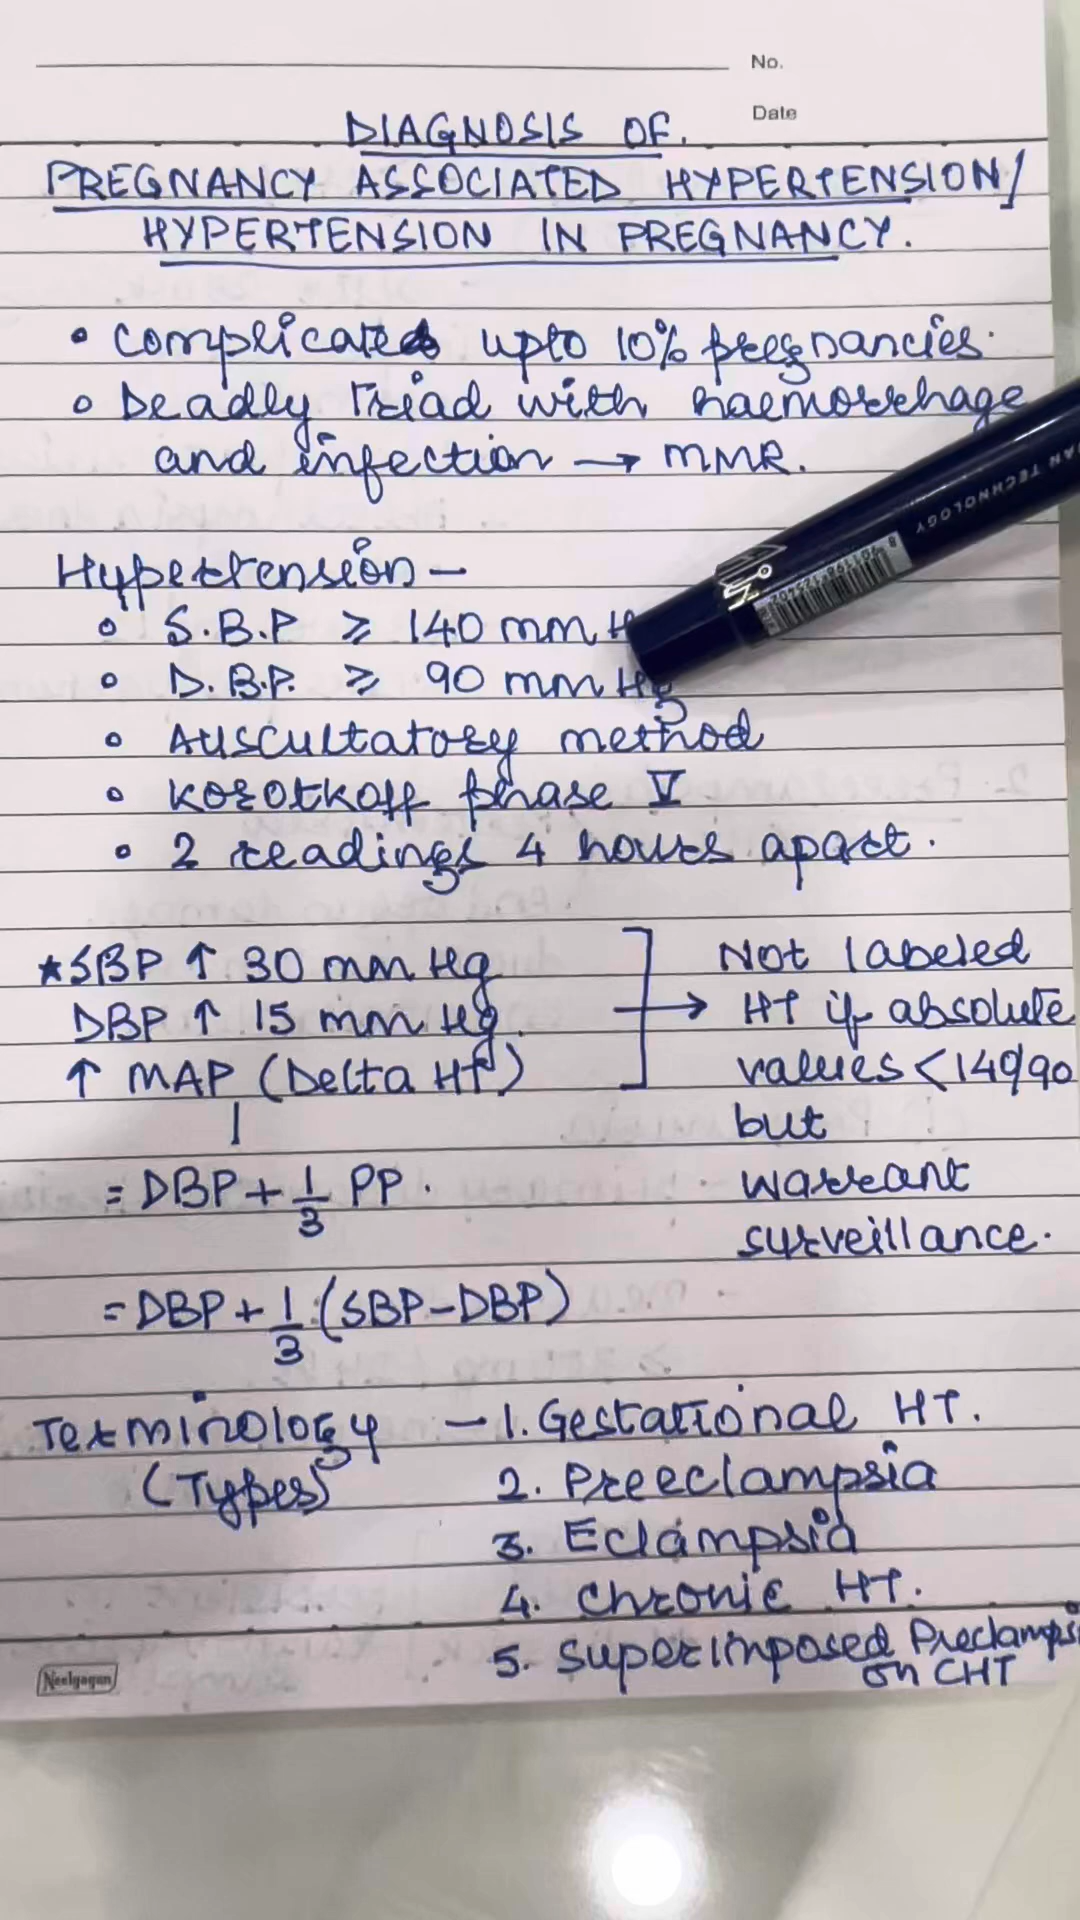 No.
Date
DIAGNOSIS OF.
PREGNANCY ASSOCIATED HYPERTENSION/
HYPERTENSION IN PREGNANCY.
• Complicates upto 10% pregnancies.
• Deadly Triad with haemorrhage
and infection → MMR.
Hypertension –
• S.B.P ≥ 140 mm H
• D.B.P. ≥ 90 mm Hg
• Auscultatory method
• Korotkoff phase V
• 2 readings 4 hours apart.
★SBP ↑ 30 mm Hg
DBP ↑ 15 mm Hg.
↑ MAP (Delta HT)
= DBP + 1/3 PP.
= DBP + 1/3 (SBP – DBP)
→ Not labeled
HT if absolute
values < 140/90
but
warrant
surveillance.
Terminology – 1. Gestational HT.
(Types) 2. Preeclampsia
3. Eclampsia
4. Chronic HT.
5. Superimposed Preclampsi
on CHT
Neelgagan
AN TECHNOLOGY